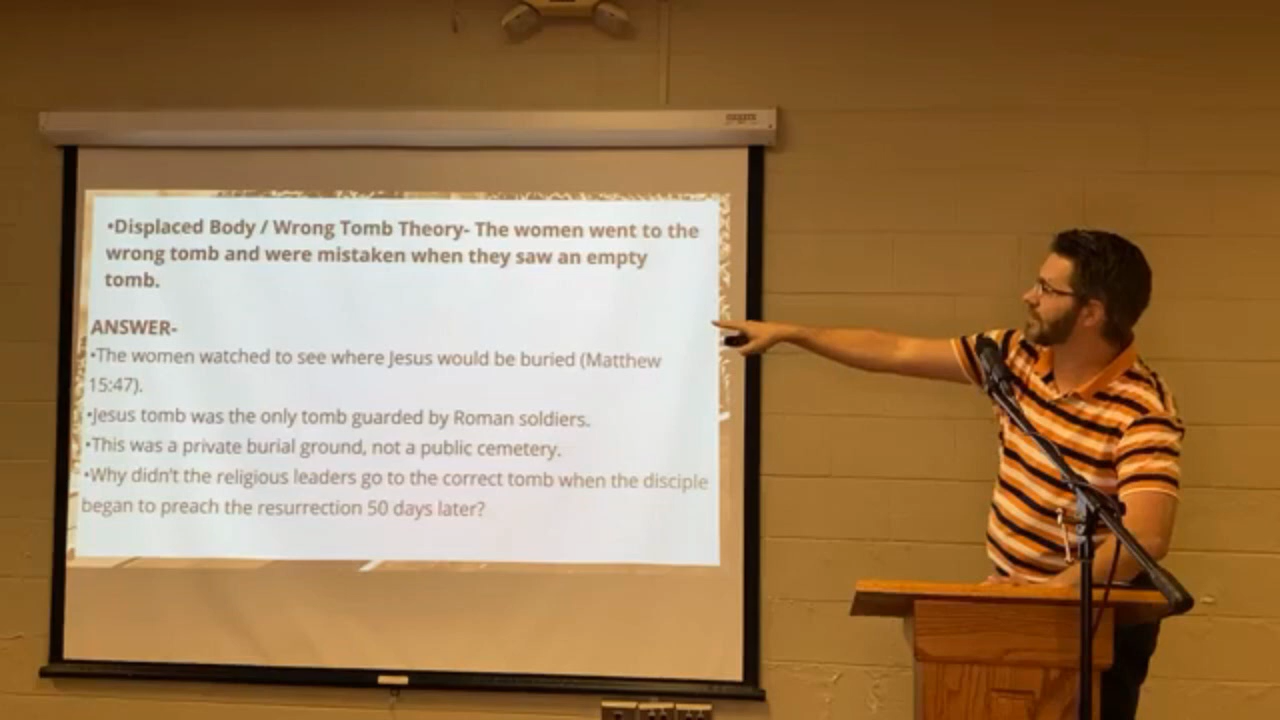 •Displaced Body / Wrong Tomb Theory- The women went to the
wrong tomb and were mistaken when they saw an empty
tomb.
ANSWER-
•The women watched to see where Jesus would be buried (Matthew
15:47).
•Jesus tomb was the only tomb guarded by Roman soldiers.
•This was a private burial ground, not a public cemetery.
•Why didn't the religious leaders go to the correct tomb when the disciple
began to preach the resurrection 50 days later?